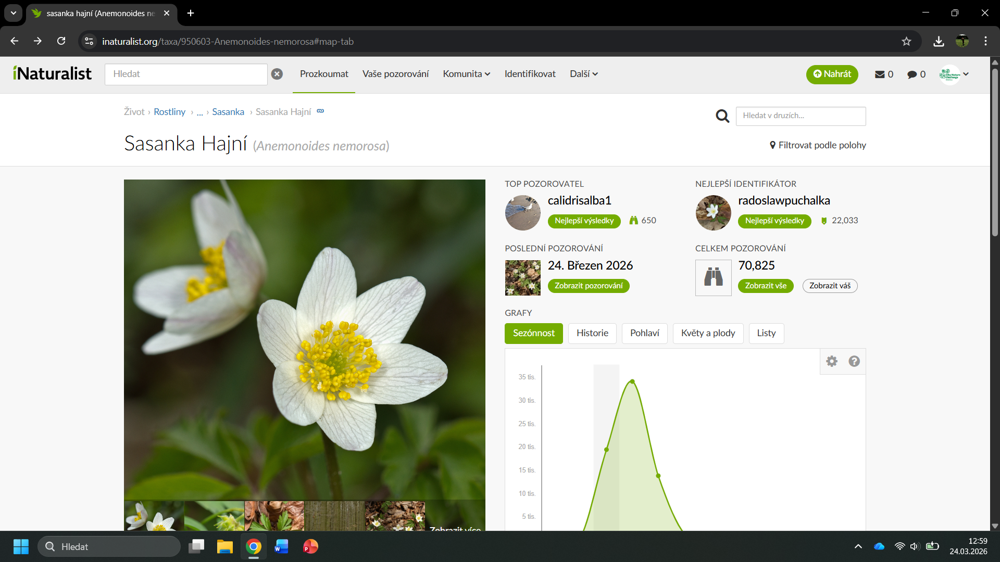 sasanka hajní (Anemonoides ne
inaturalist.org/taxa/950603-Anemonoides-nemorosa#map-tab
iNaturalist
Hledat
Prozkoumat
Vaše pozorování
Komunita
Identifikovat
Další
Nahrát
0
0
City Nature Challenge
Život › Rostliny › ... › Sasanka › Sasanka Hajní
Hledat v druzích...
Sasanka Hajní (Anemonoides nemorosa)
Filtrovat podle polohy
TOP POZOROVATEL
calidrisalba1
Nejlepší výsledky
650
NEJLEPŠÍ IDENTIFIKÁTOR
radoslawpuchalka
Nejlepší výsledky
22,033
POSLEDNÍ POZOROVÁNÍ
24. Březen 2026
Zobrazit pozorování
CELKEM POZOROVÁNÍ
70,825
Zobrazit vše
Zobrazit váš
GRAFY
Sezónnost
Historie
Pohlaví
Květy a plody
Listy
35 tis.
30 tis.
25 tis.
20 tis.
15 tis.
10 tis.
5 tis.
Zobrazit více
Hledat
12:59
24.03.2026